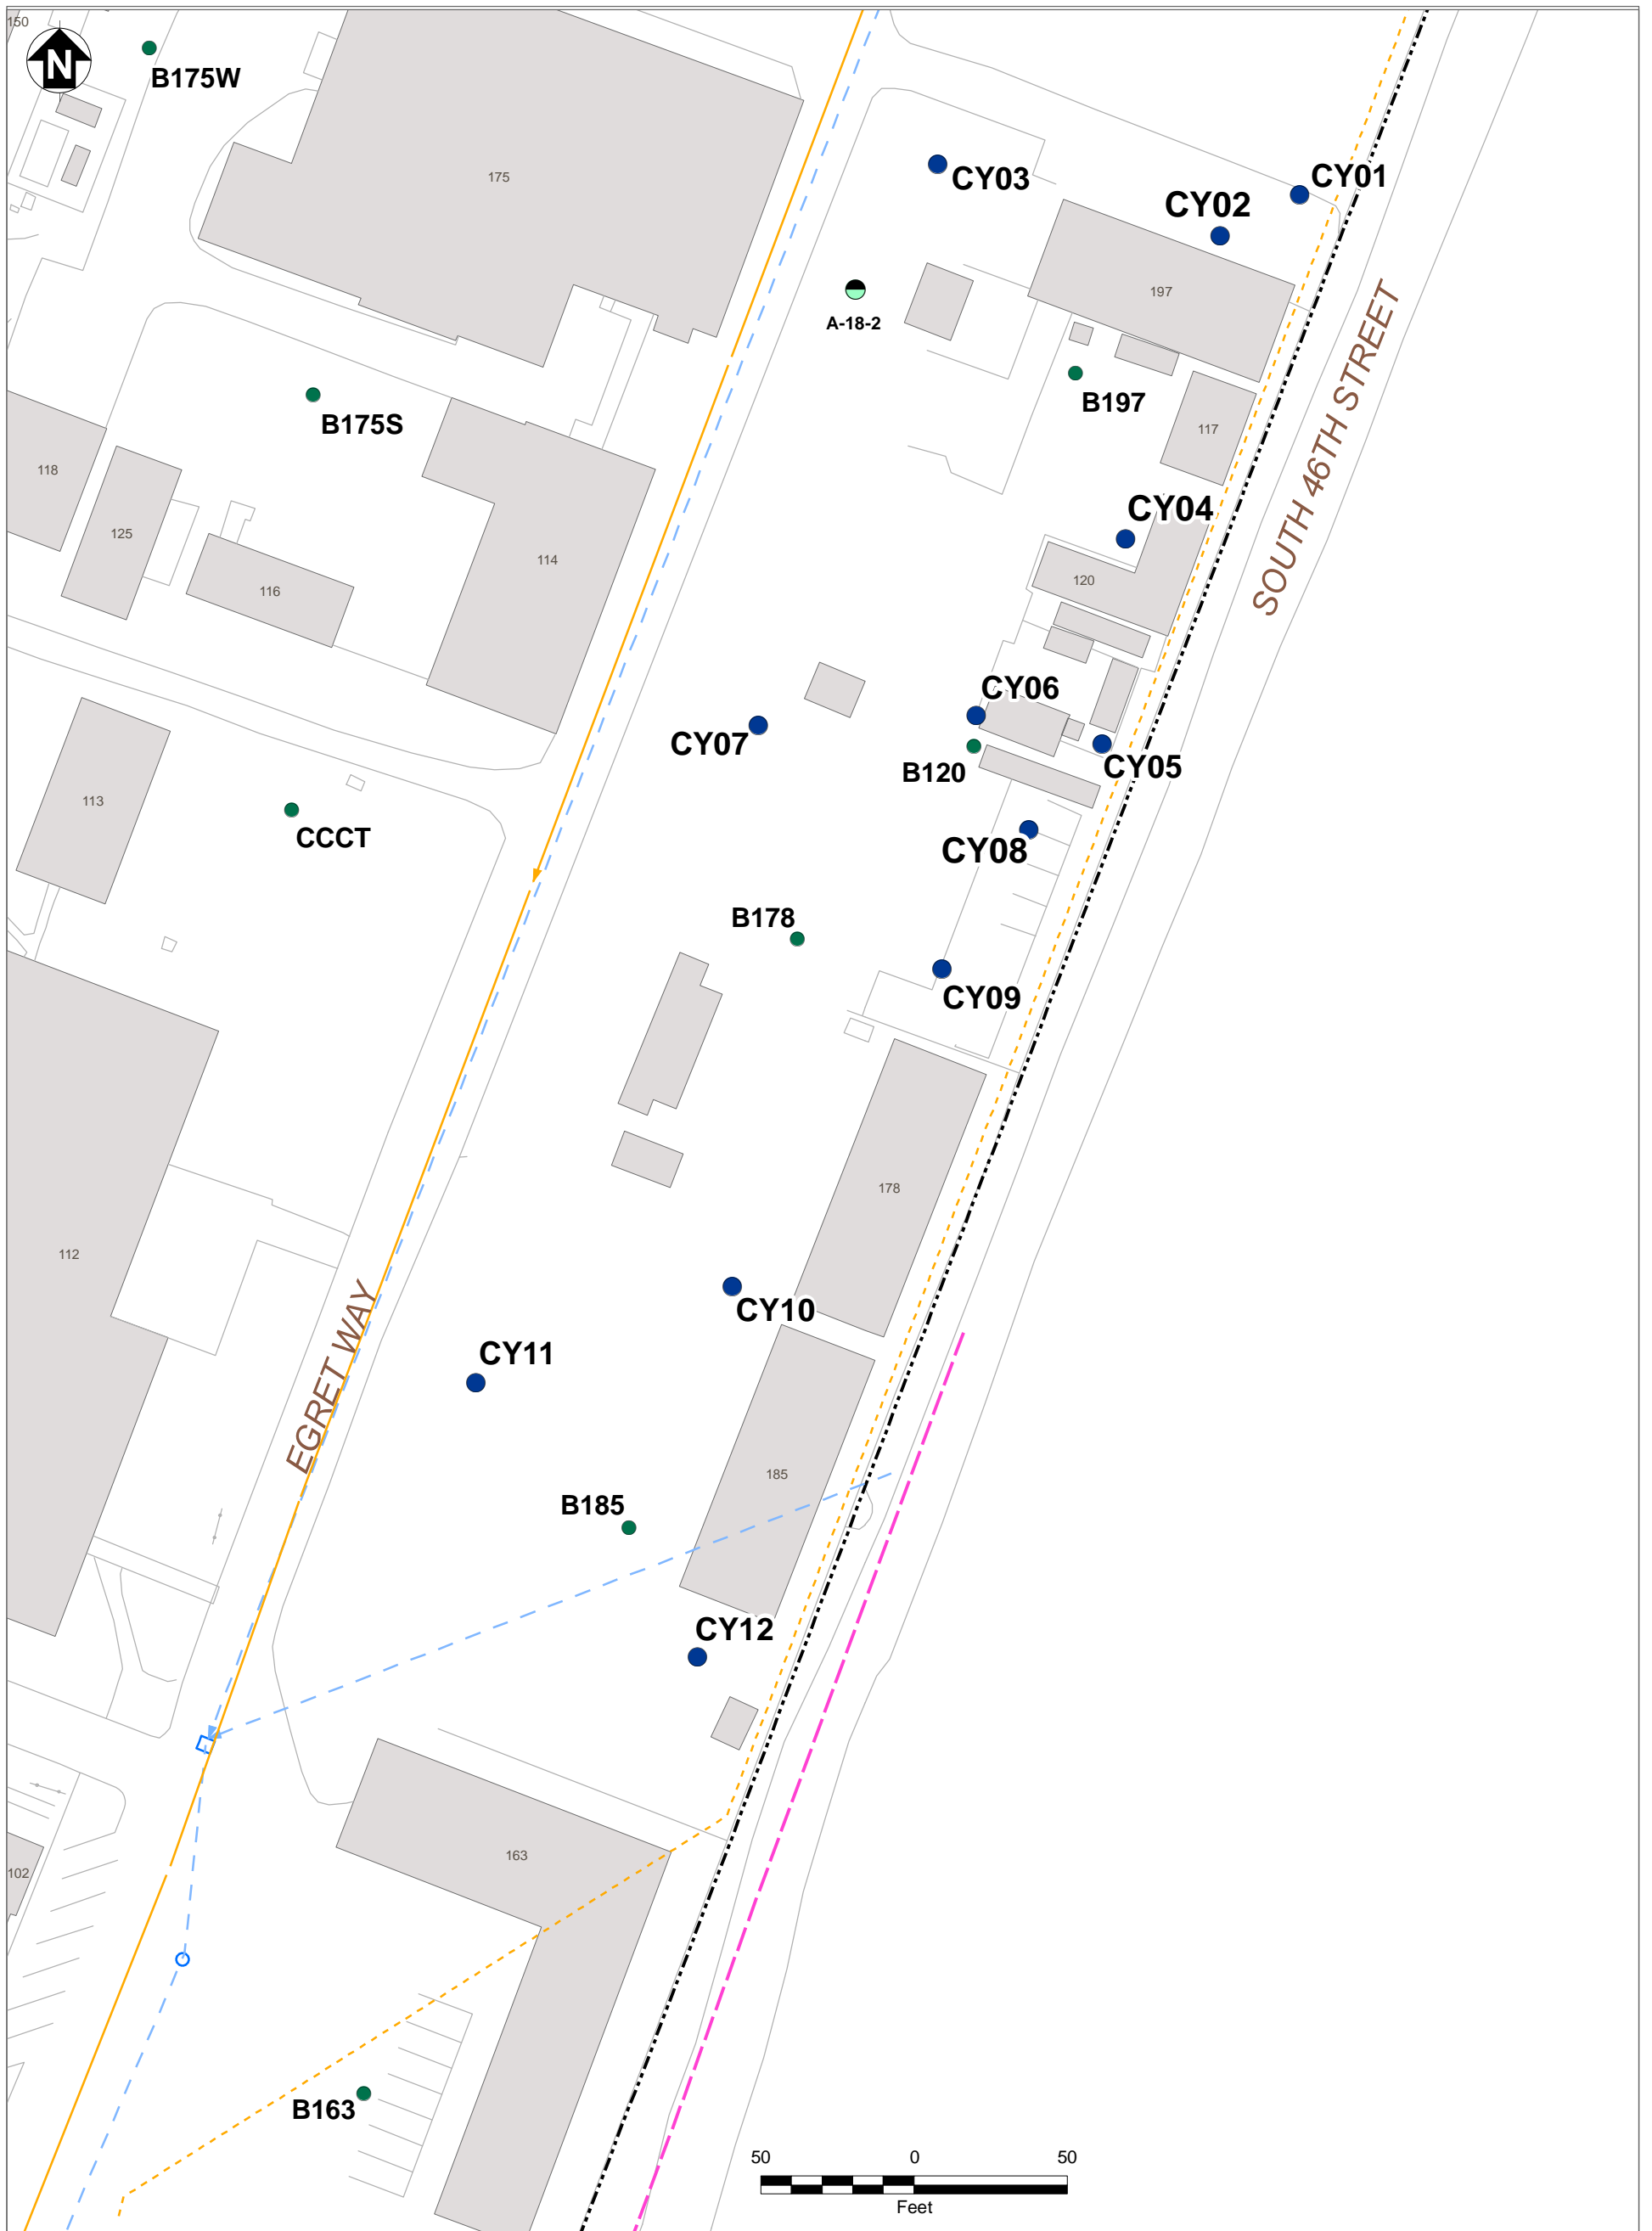 150
N
B175W
175
CY03
CY01
CY02
A-18-2
197
B197
B175S
117
SOUTH 46TH STREET
118
125
116
114
CY04
120
CY06
CY07
B120
CY05
113
CCCT
CY08
B178
CY09
178
112
EGRET WAY
CY10
CY11
185
B185
CY12
163
102
B163
50 0 50
Feet